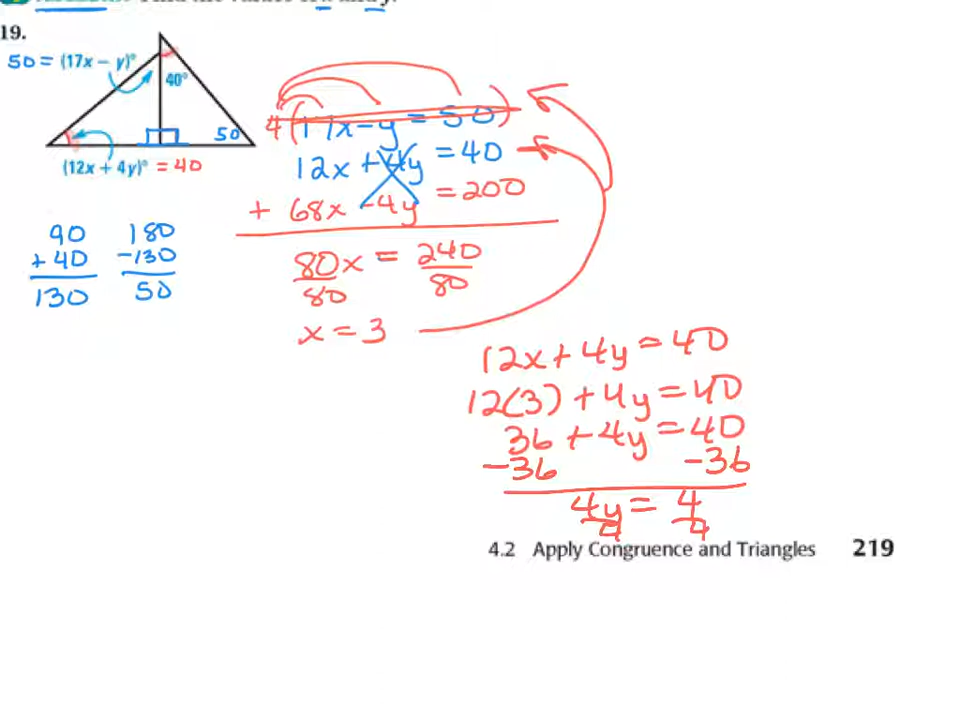 19.
50 = (17x − y)°
40°
50
(12x + 4y)° = 40
4(17x − y = 50)
12x + 4y = 40
+ 68x − 4y = 200
80x = 240
80 80
x = 3
90 180
+ 40 − 130
130 50
12x + 4y = 40
12(3) + 4y = 40
36 + 4y = 40
−36 −36
4y = 4
4 4
4.2 Apply Congruence and Triangles 219